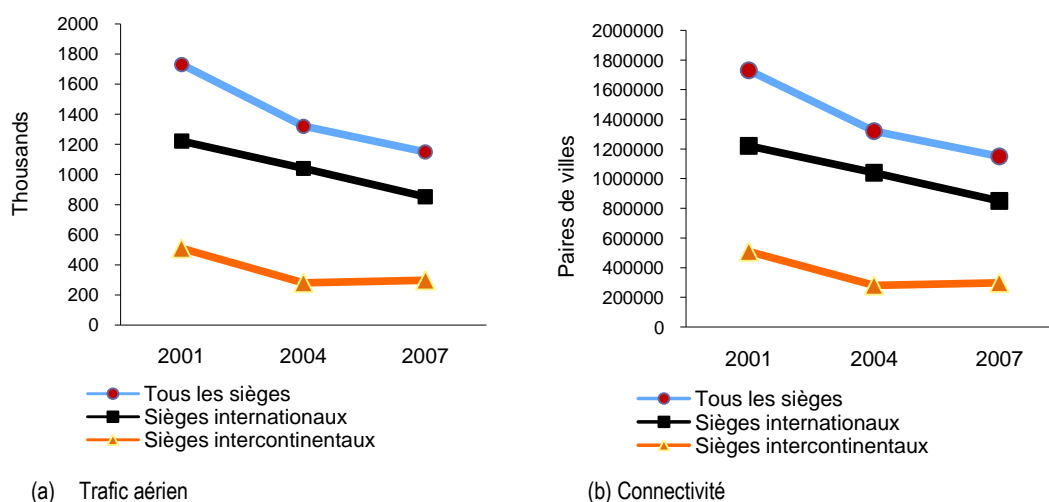 Thousands
2000
1800
1600
1400
1200
1000
800
600
400
200
0
2001 2004 2007
Tous les sièges
Sièges internationaux
Sièges intercontinentaux
(a) Trafic aérien
Paires de villes
2000000
1800000
1600000
1400000
1200000
1000000
800000
600000
400000
200000
0
2001 2004 2007
Tous les sièges
Sièges internationaux
Sièges intercontinentaux
(b) Connectivité